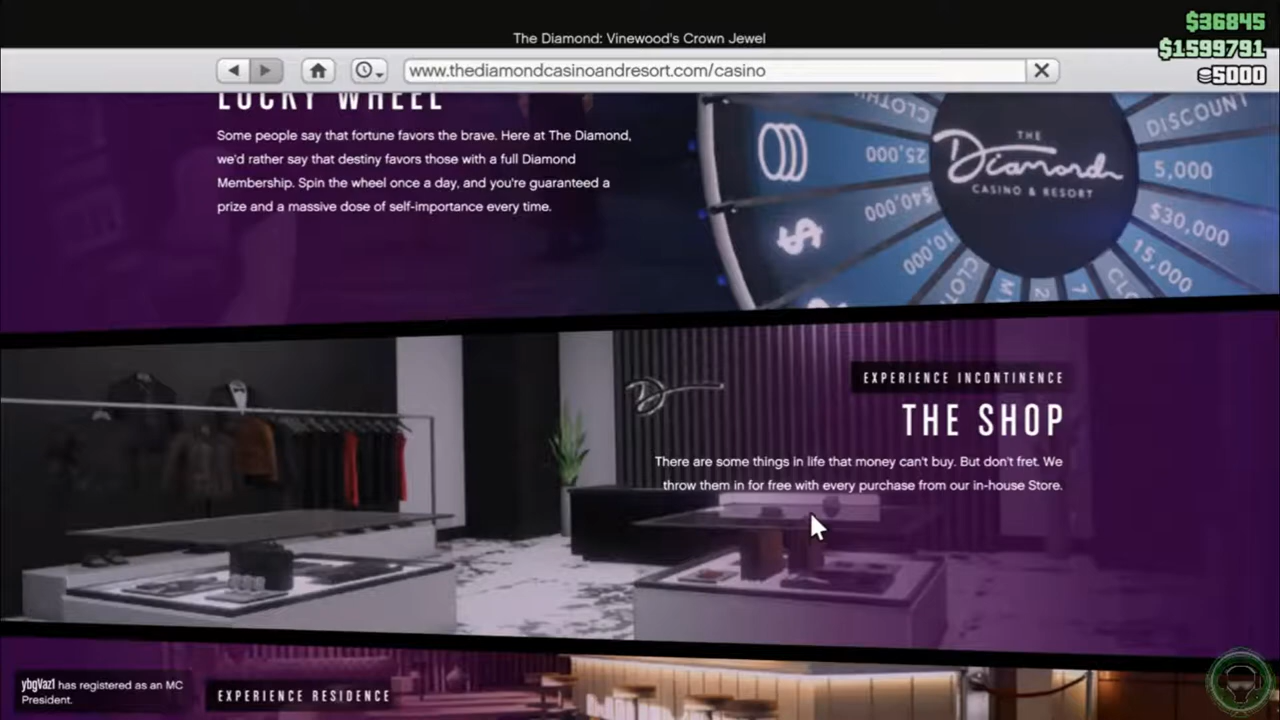 $36845
The Diamond: Vinewood's Crown Jewel
$1599791
www.thediamondcasinoandresort.com/casino
5000
LUCKY WHEEL
Some people say that fortune favors the brave. Here at The Diamond,
we'd rather say that destiny favors those with a full Diamond
Membership. Spin the wheel once a day, and you're guaranteed a
prize and a massive dose of self-importance every time.
CLOTHING
25,000
$40,000
10,000
THE
Diamond
CASINO & RESORT
DISCOUNT
5,000
$30,000
15,000
EXPERIENCE INCONTINENCE
THE SHOP
There are some things in life that money can't buy. But don't fret. We
throw them in for free with every purchase from our in-house Store.
ybgVaz1 has registered as an MC
President.
EXPERIENCE RESIDENCE